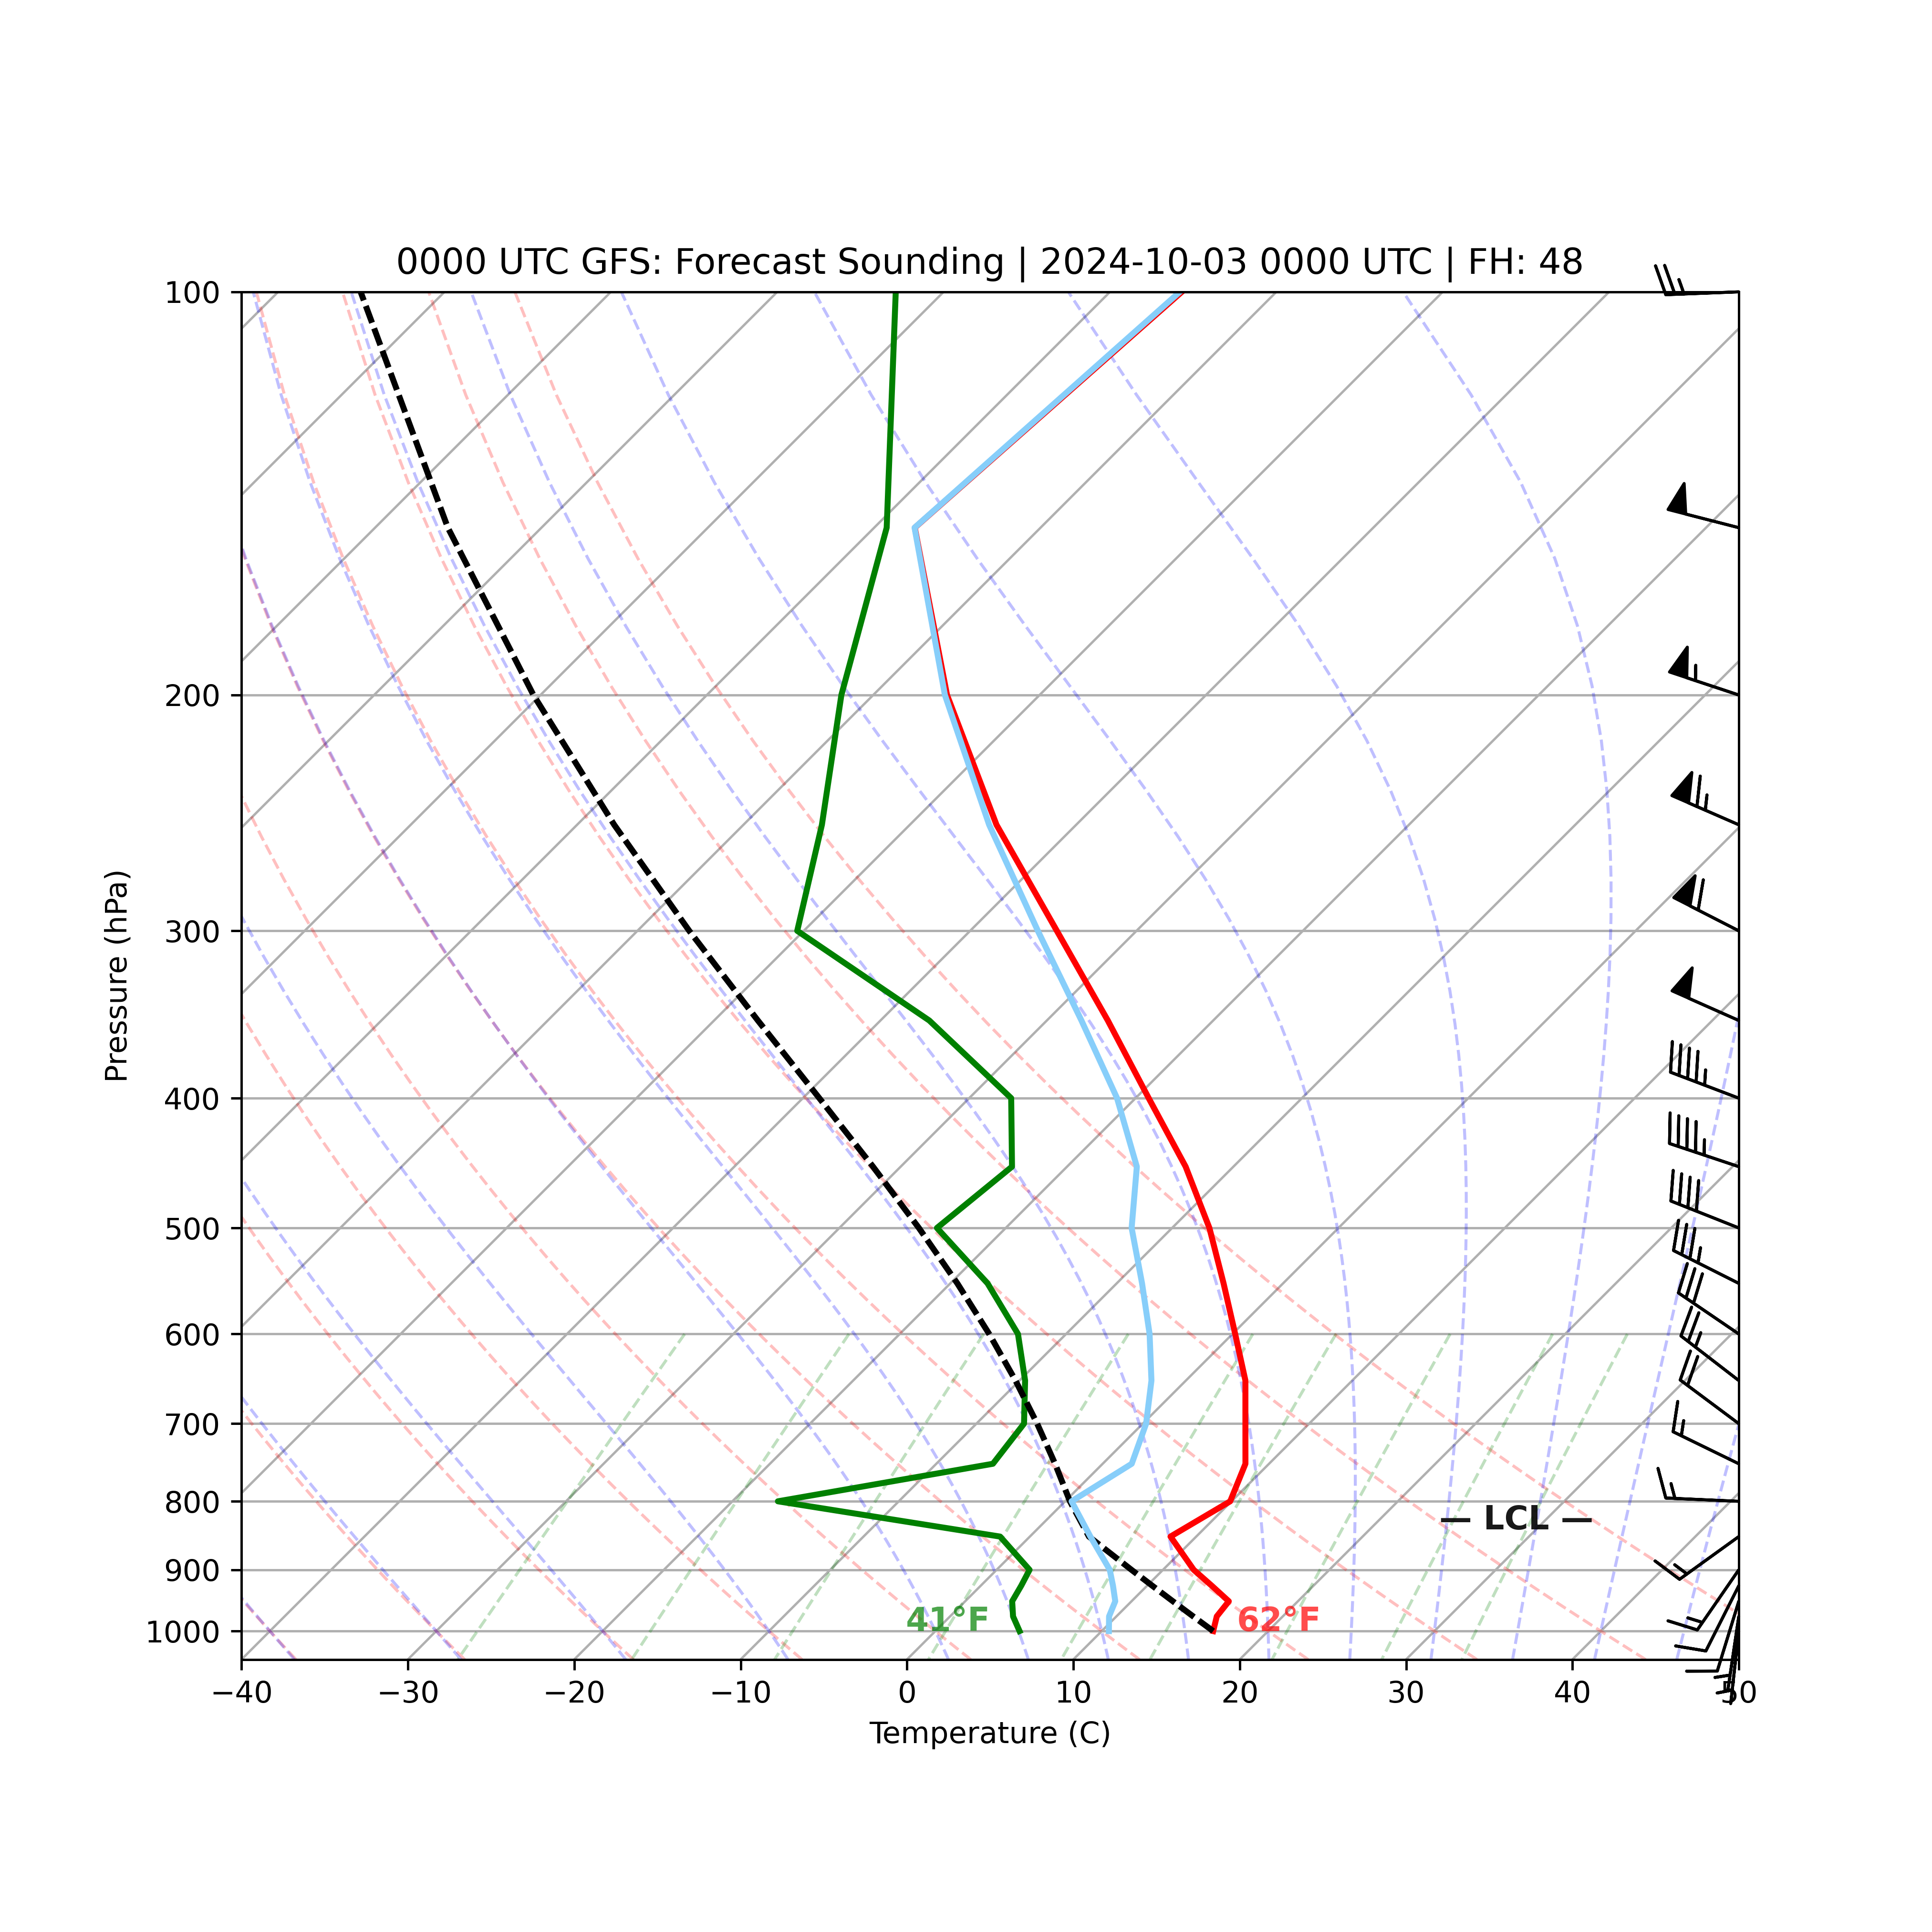 0000 UTC GFS: Forecast Sounding | 2024-10-03 0000 UTC | FH: 48
100
200
300
400
500
600
700
800
900
1000
Pressure (hPa)
— LCL —
41°F
62°F
−40 −30 −20 −10 0 10 20 30 40 50
Temperature (C)